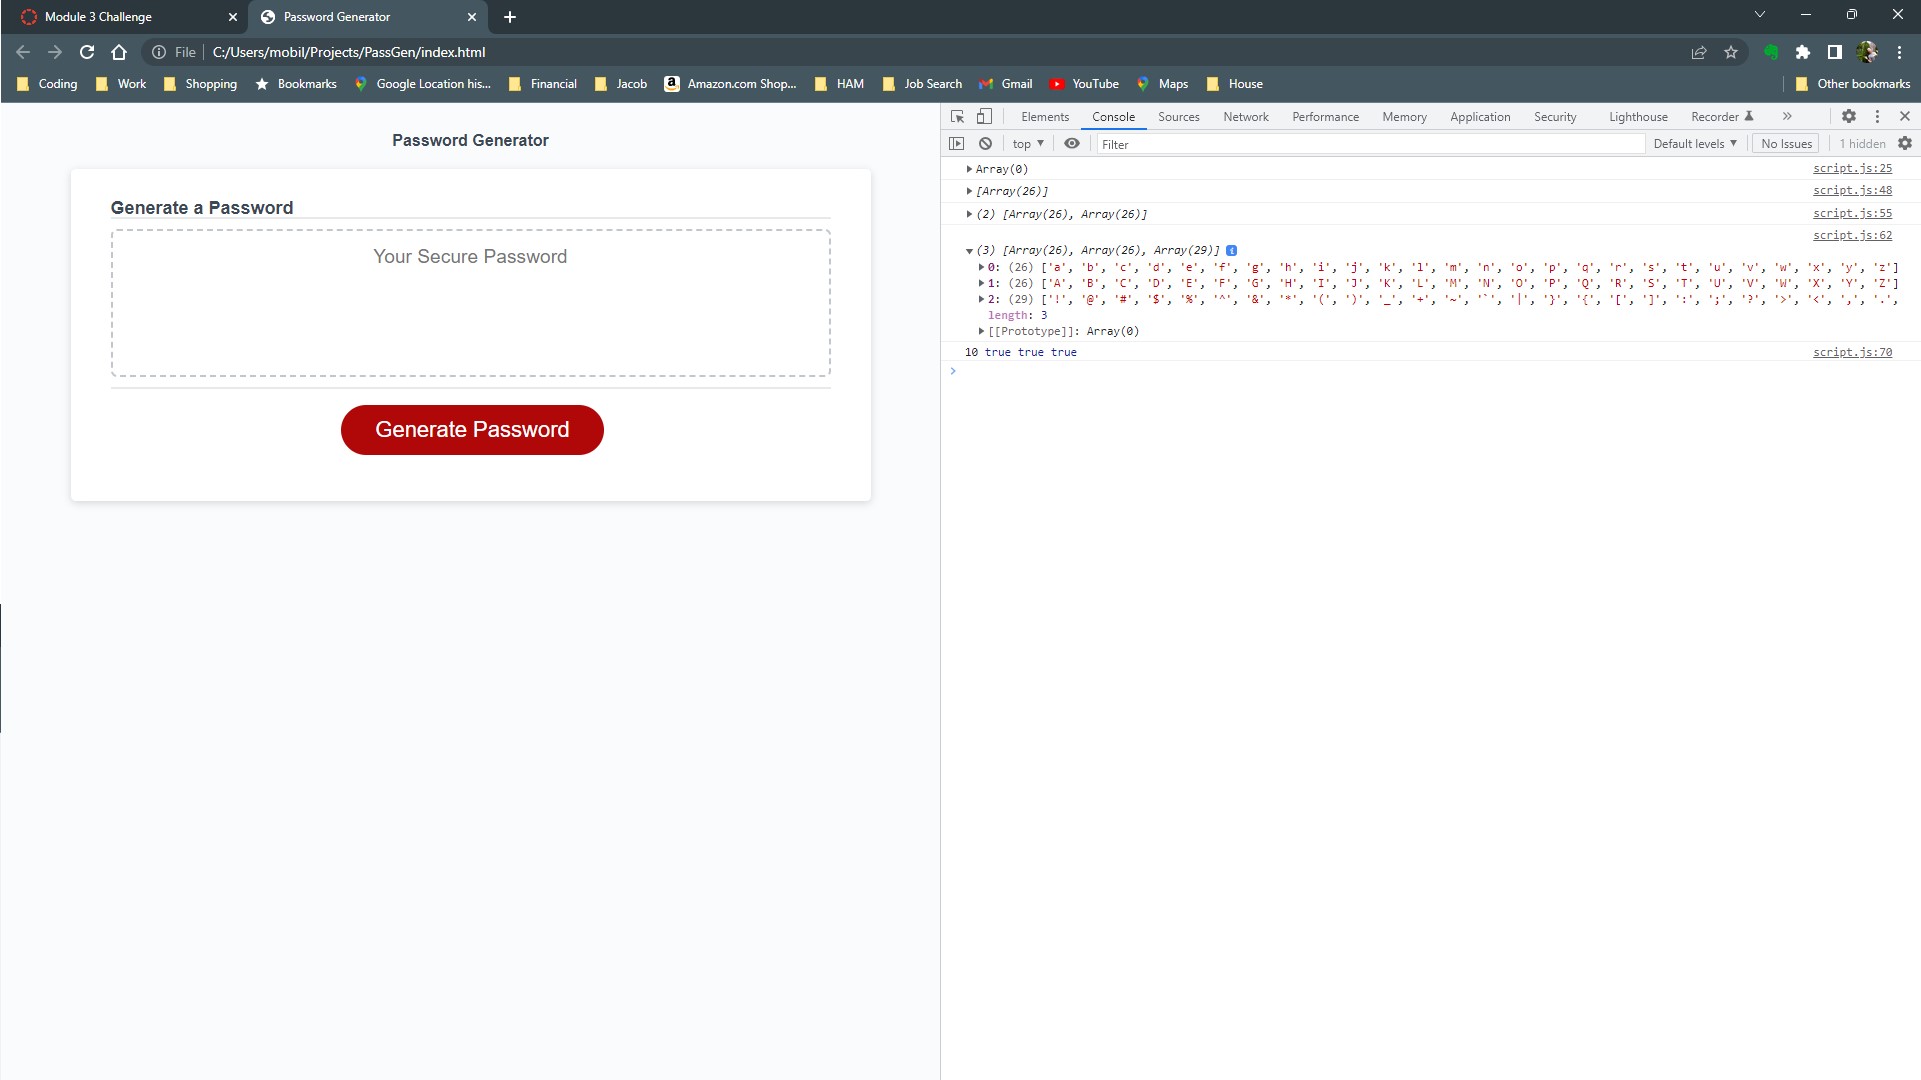 Module 3 Challenge
Password Generator
File C:/Users/mobil/Projects/PassGen/index.html
Coding Work Shopping Bookmarks Google Location his... Financial Jacob Amazon.com Shop... HAM Job Search Gmail YouTube Maps House Other bookmarks
Password Generator
Generate a Password
Your Secure Password
Generate Password
Elements Console Sources Network Performance Memory Application Security Lighthouse Recorder »
top Filter Default levels No Issues 1 hidden
Array(0) script.js:25
[Array(26)] script.js:48
(2) [Array(26), Array(26)] script.js:55
script.js:62
(3) [Array(26), Array(26), Array(29)]
0: (26) ['a', 'b', 'c', 'd', 'e', 'f', 'g', 'h', 'i', 'j', 'k', 'l', 'm', 'n', 'o', 'p', 'q', 'r', 's', 't', 'u', 'v', 'w', 'x', 'y', 'z']
1: (26) ['A', 'B', 'C', 'D', 'E', 'F', 'G', 'H', 'I', 'J', 'K', 'L', 'M', 'N', 'O', 'P', 'Q', 'R', 'S', 'T', 'U', 'V', 'W', 'X', 'Y', 'Z']
2: (29) ['!', '@', '#', '$', '%', '^', '&', '*', '(', ')', '_', '+', '~', '`', '|', '}', '{', '[', ']', ':', ';', '?', '>', '<', ',', '.',
length: 3
[[Prototype]]: Array(0)
10 true true true script.js:70